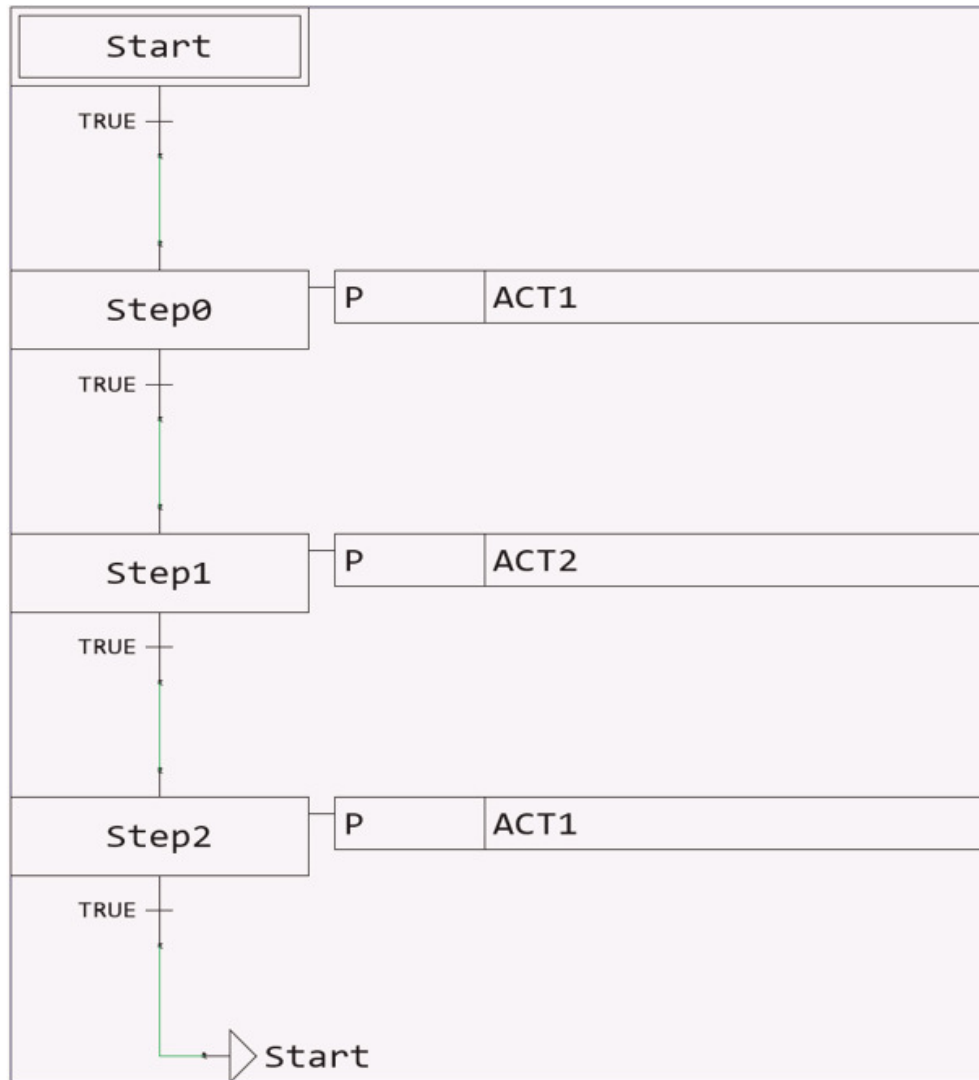 Start
TRUE
Step0 P ACT1
TRUE
Step1 P ACT2
TRUE
Step2 P ACT1
TRUE
Start